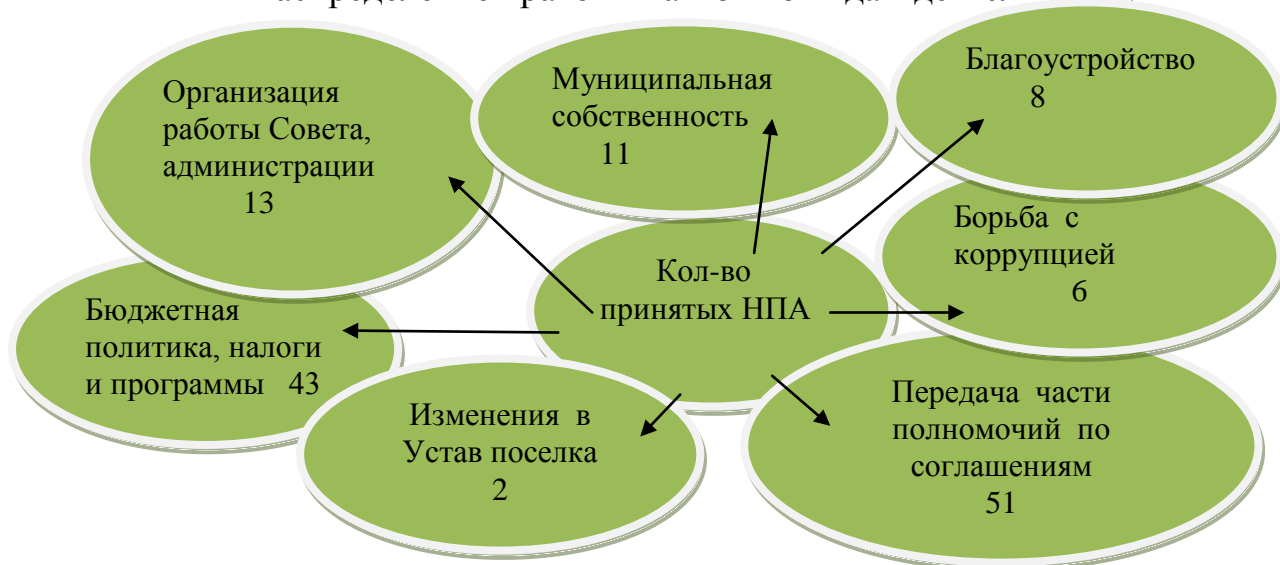 Организация
работы Совета,
администрации
13
Муниципальная
собственность
11
Благоустройство
8
Борьба с
коррупцией
6
Кол-во
принятых НПА
Бюджетная
политика, налоги
и программы 43
Изменения в
Устав поселка
2
Передача части
полномочий по
соглашениям
51